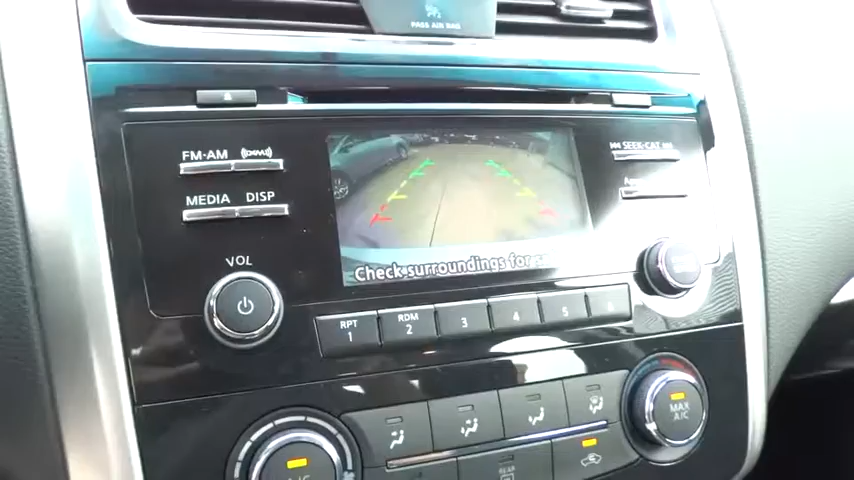 PASS AIR BAG
FM-AM
SEEK-CAT
MEDIA DISP
Check surroundings for
VOL
RPT RDM
1 2 3 4 5 6
MAX
A/C
A/C
REAR